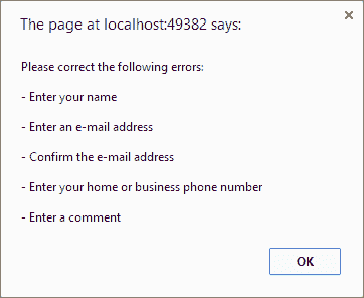 The page at localhost:49382 says:
Please correct the following errors:
- Enter your name
- Enter an e-mail address
- Confirm the e-mail address
- Enter your home or business phone number
- Enter a comment
OK